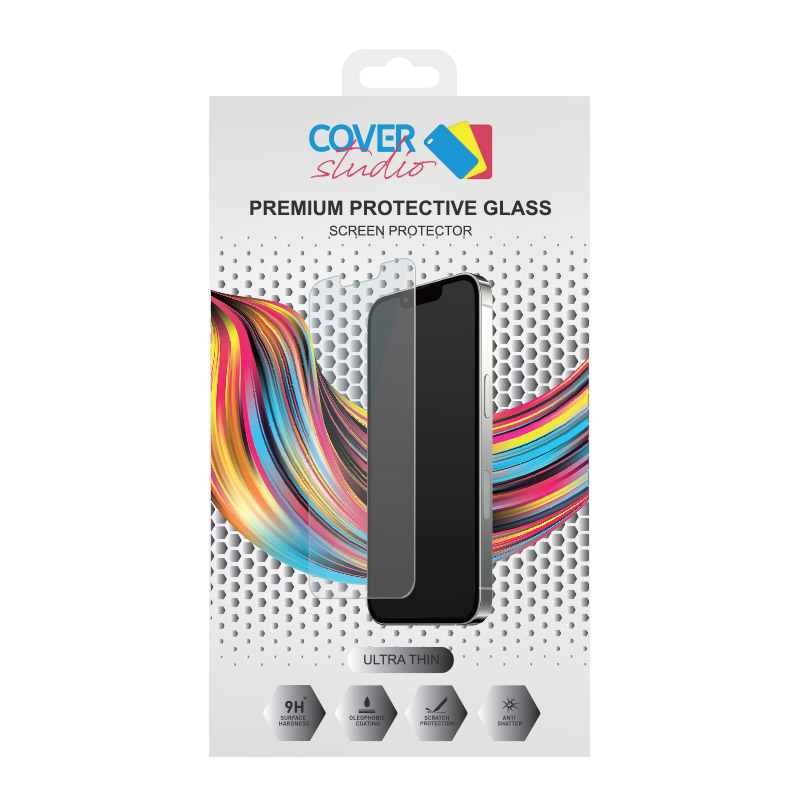 COVER
studio
PREMIUM PROTECTIVE GLASS
SCREEN PROTECTOR
ULTRA THIN
9H
SURFACE
HARDNESS
OLEOPHOBIC
COATING
SCRATCH
PROTECTION
ANTI
SHATTER